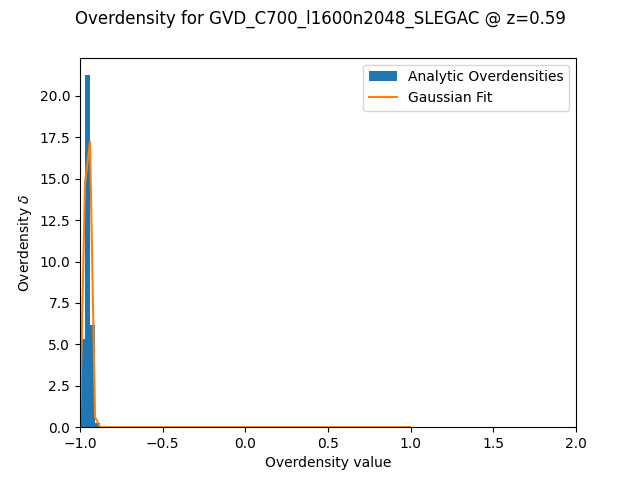 Overdensity for GVD_C700_l1600n2048_SLEGAC @ z=0.59
Analytic Overdensities
Gaussian Fit
Overdensity δ
20.0
17.5
15.0
12.5
10.0
7.5
5.0
2.5
0.0
−1.0 −0.5 0.0 0.5 1.0 1.5 2.0
Overdensity value